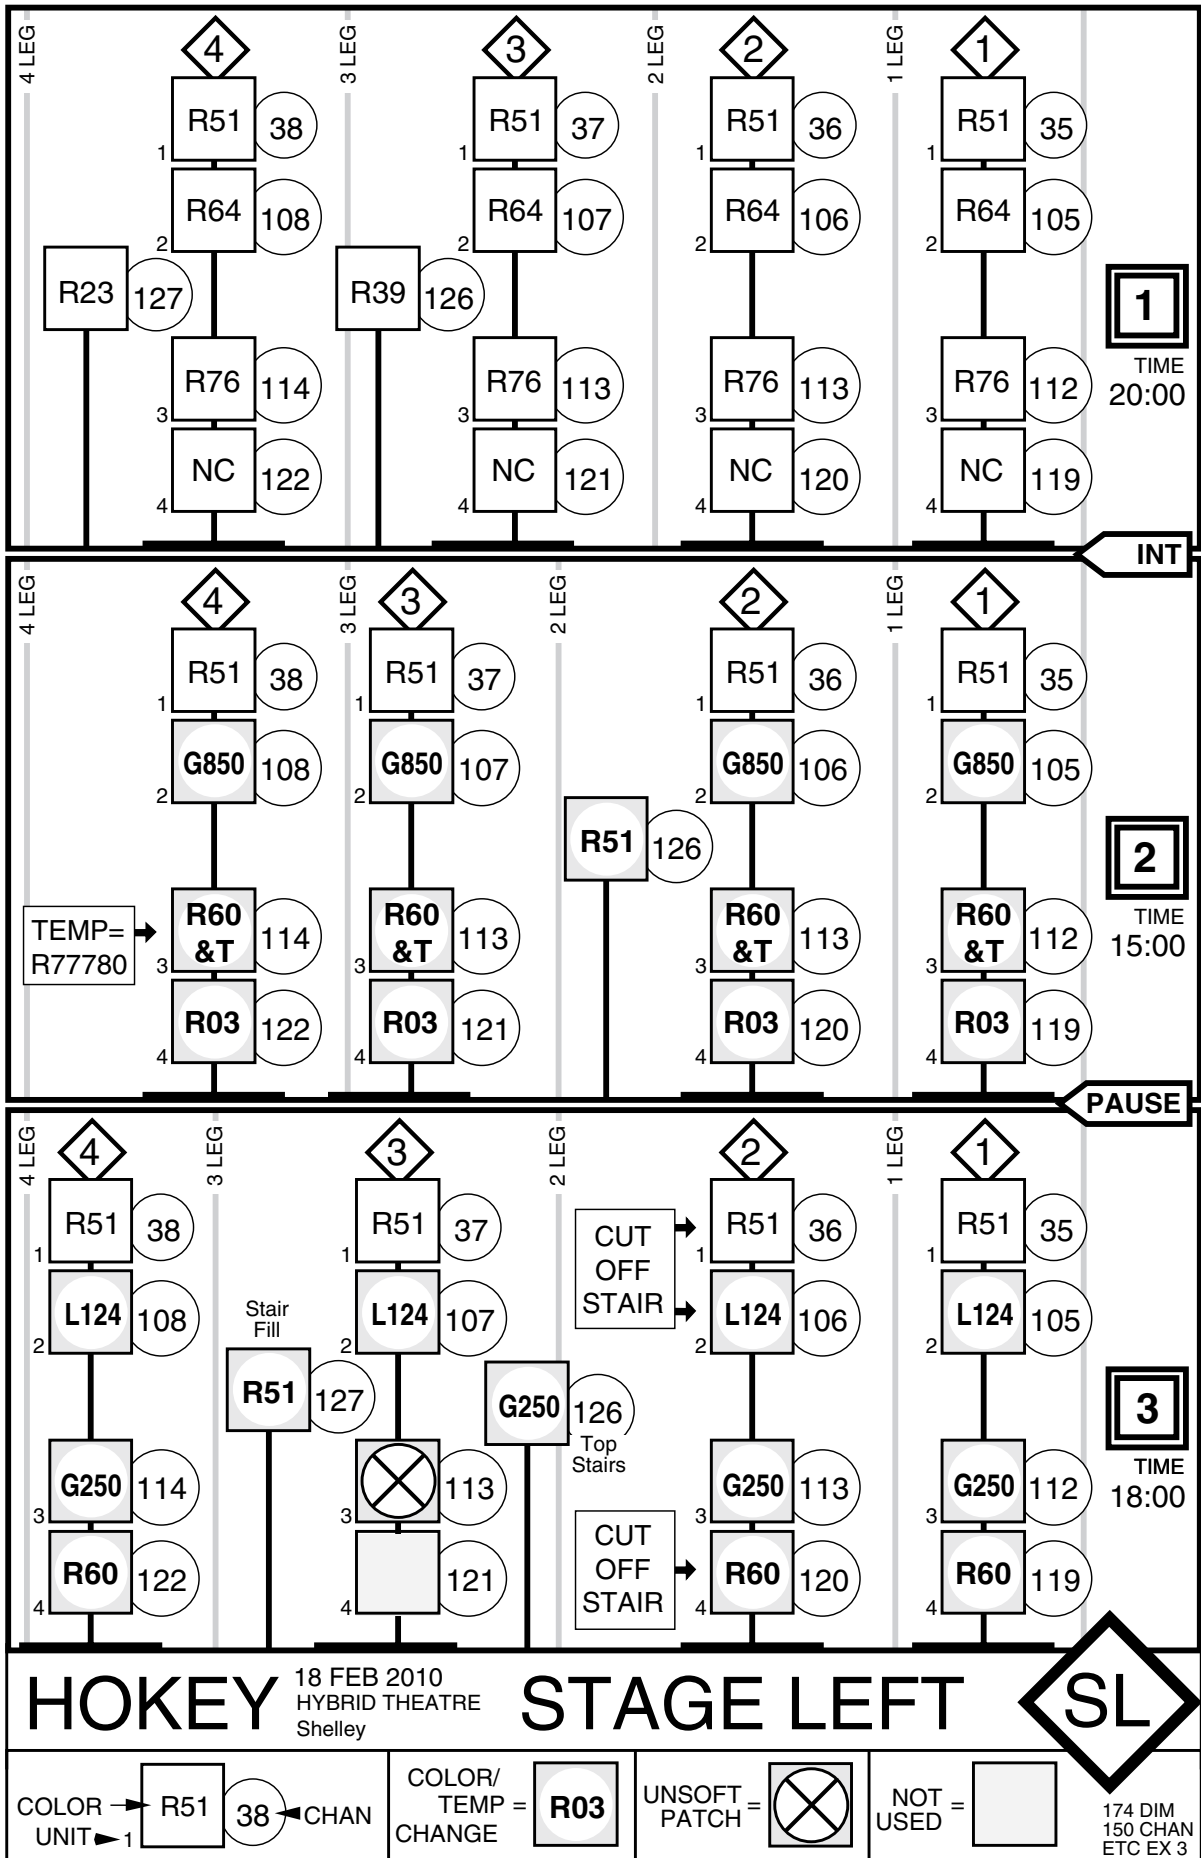 4 LEG
4
3 LEG
3
2 LEG
2
1 LEG
1
R51 38
R51 37
R51 36
R51 35
1
1
1
1
R64 108
R64 107
R64 106
R64 105
2
2
2
2
R23 127
R39 126
1
TIME
20:00
R76 114
R76 113
R76 113
R76 112
3
3
3
3
NC 122
NC 121
NC 120
NC 119
4
4
4
4
INT
4 LEG
4
3 LEG
3
2 LEG
2
1 LEG
1
R51 38
R51 37
R51 36
R51 35
1
1
1
1
G850 108
G850 107
G850 106
G850 105
2
2
2
2
R51 126
2
TIME
15:00
TEMP=
R77780
R60
&T 114
R60
&T 113
R60
&T 113
R60
&T 112
3
3
3
3
R03 122
R03 121
R03 120
R03 119
4
4
4
4
PAUSE
4 LEG
4
3 LEG
3
2 LEG
2
1 LEG
1
R51 38
R51 37
CUT
OFF
STAIR
R51 36
R51 35
1
1
1
1
L124 108
L124 107
L124 106
L124 105
2
2
2
2
Stair
Fill
R51 127
G250 126
Top
Stairs
3
TIME
18:00
G250 114
113
G250 113
G250 112
3
3
3
3
R60 122
121
CUT
OFF
STAIR
R60 120
R60 119
4
4
4
4
HOKEY
18 FEB 2010
HYBRID THEATRE
Shelley
STAGE LEFT
SL
COLOR R51 38 CHAN
UNIT 1
COLOR/
TEMP =
CHANGE
R03
UNSOFT
PATCH =
NOT
USED =
174 DIM
150 CHAN
ETC EX 3